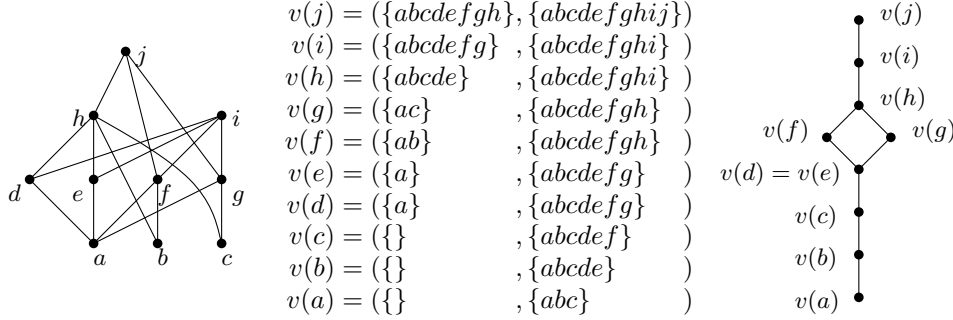 j
h
i
d
e
f
g
a
b
c
v(j) = ({abcdefgh}, {abcdefghij})
v(i) = ({abcdefg} , {abcdefghi} )
v(h) = ({abcde} , {abcdefghi} )
v(g) = ({ac} , {abcdefgh} )
v(f) = ({ab} , {abcdefgh} )
v(e) = ({a} , {abcdefg} )
v(d) = ({a} , {abcdefg} )
v(c) = ({} , {abcdef} )
v(b) = ({} , {abcde} )
v(a) = ({} , {abc} )
v(j)
v(i)
v(h)
v(f)
v(g)
v(d) = v(e)
v(c)
v(b)
v(a)